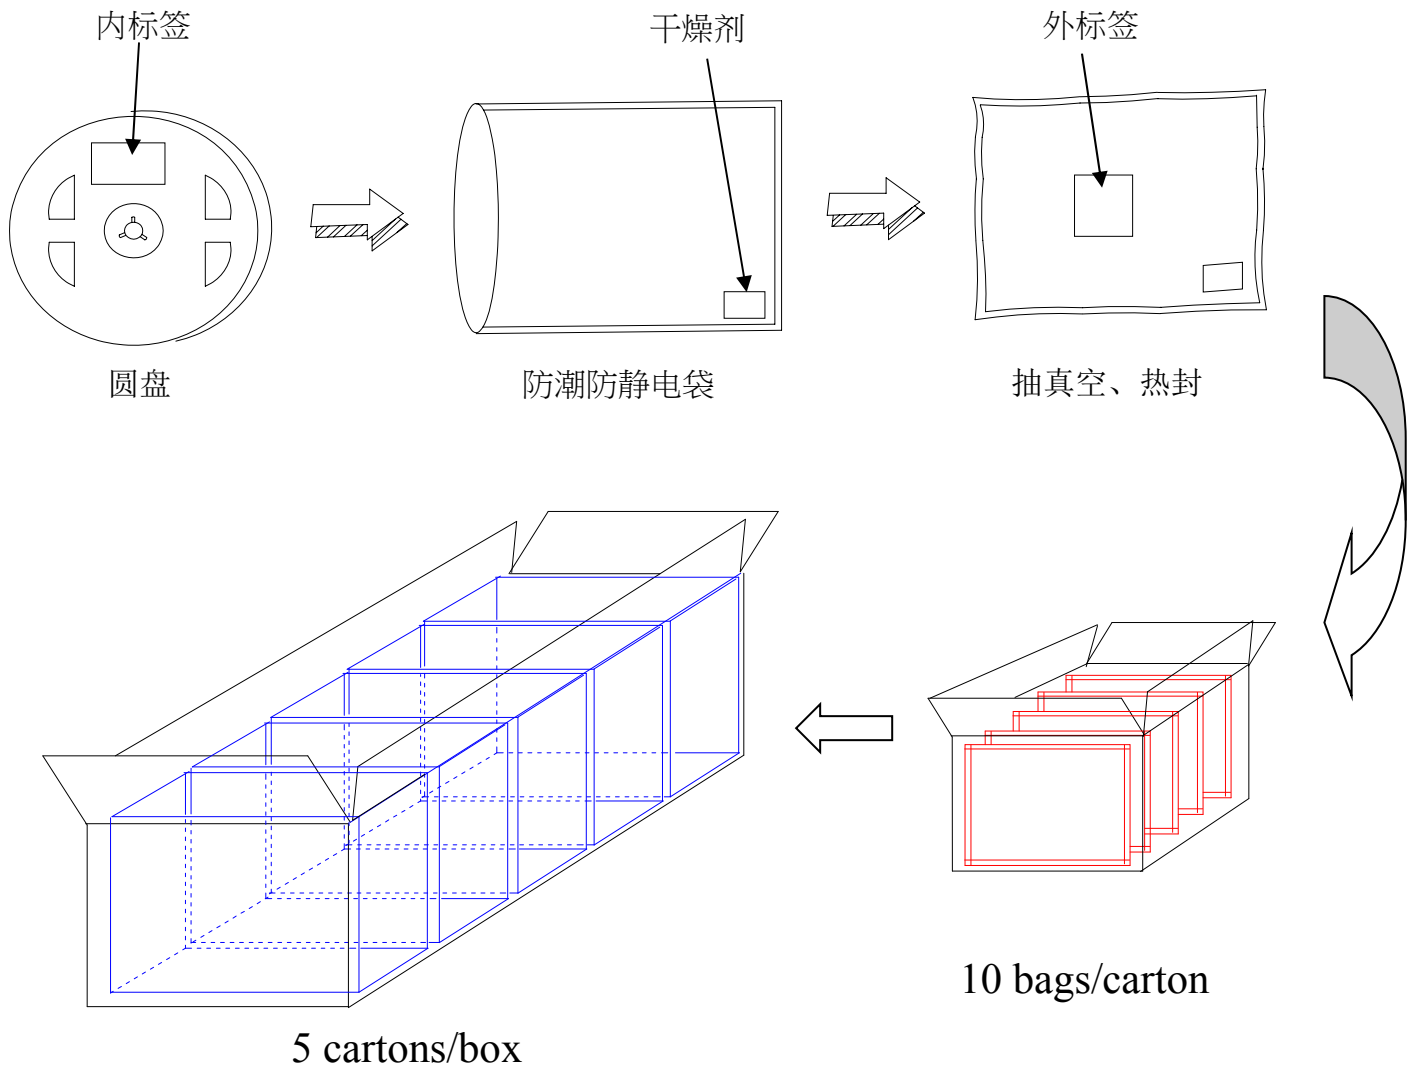 内标签
干燥剂
外标签
圆盘
防潮防静电袋
抽真空、热封
10 bags/carton
5 cartons/box